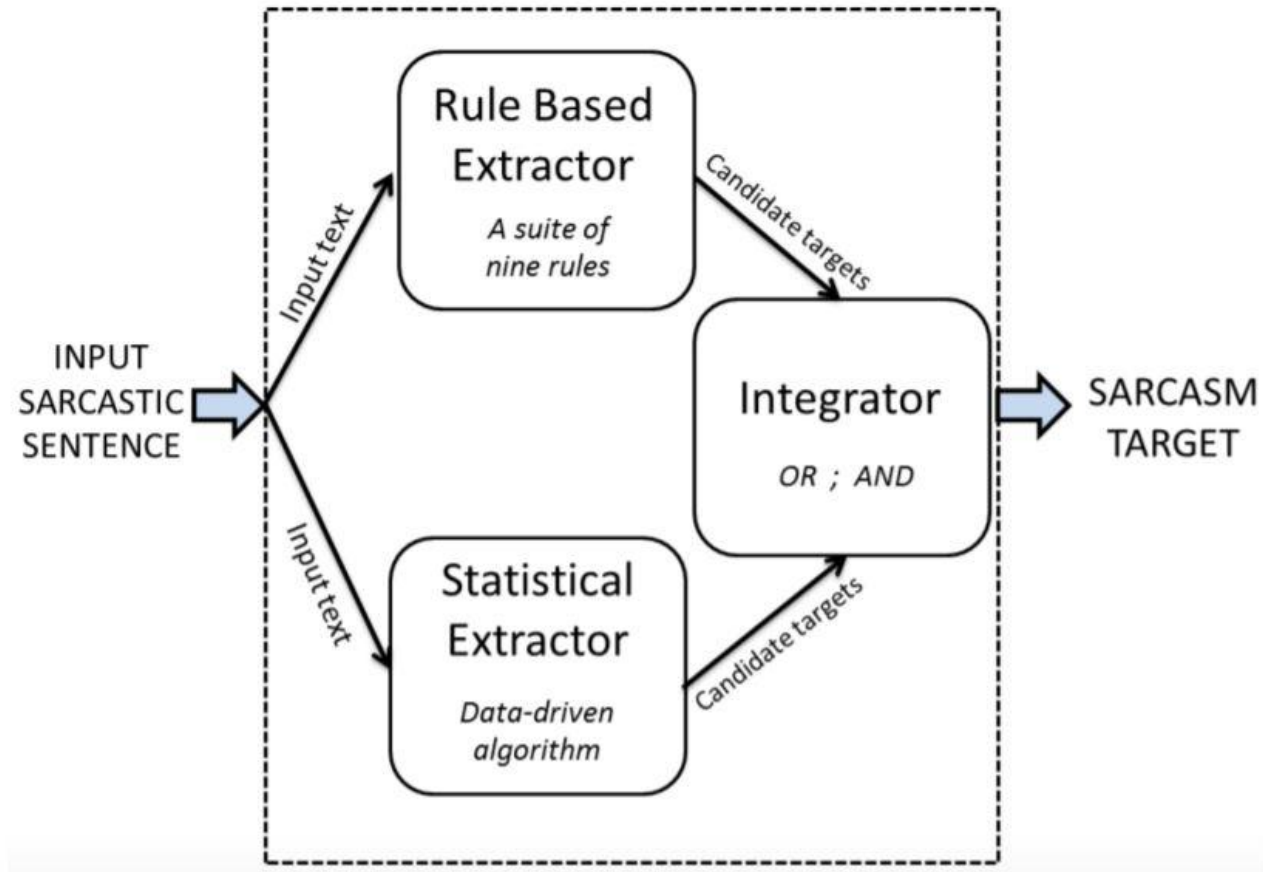 INPUT
SARCASTIC
SENTENCE
Input text
Input text
Rule Based
Extractor
A suite of
nine rules
Statistical
Extractor
Data-driven
algorithm
Candidate targets
Candidate targets
Integrator
OR ; AND
SARCASM
TARGET